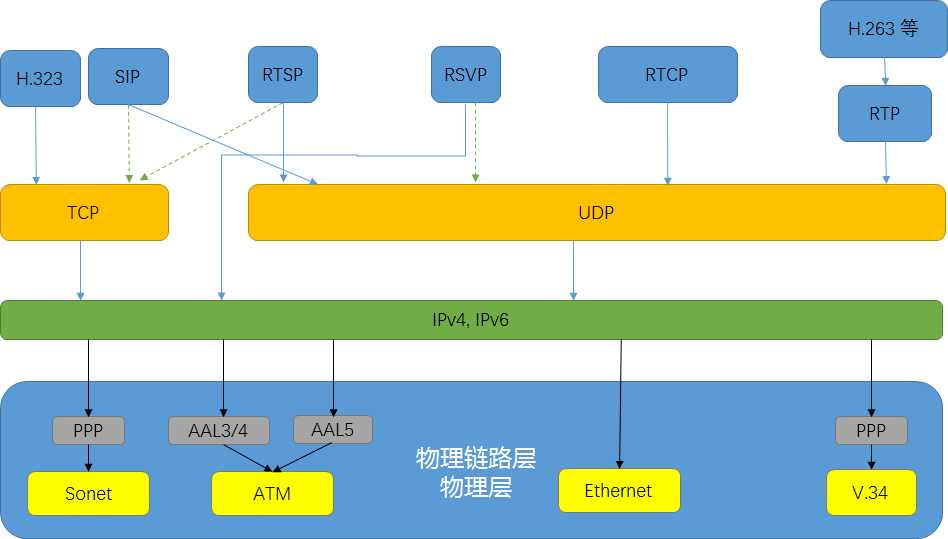 H.263 等
H.323
SIP
RTSP
RSVP
RTCP
RTP
TCP
UDP
IPv4, IPv6
PPP
AAL3/4
AAL5
PPP
物理链路层
物理层
Sonet
ATM
Ethernet
V.34